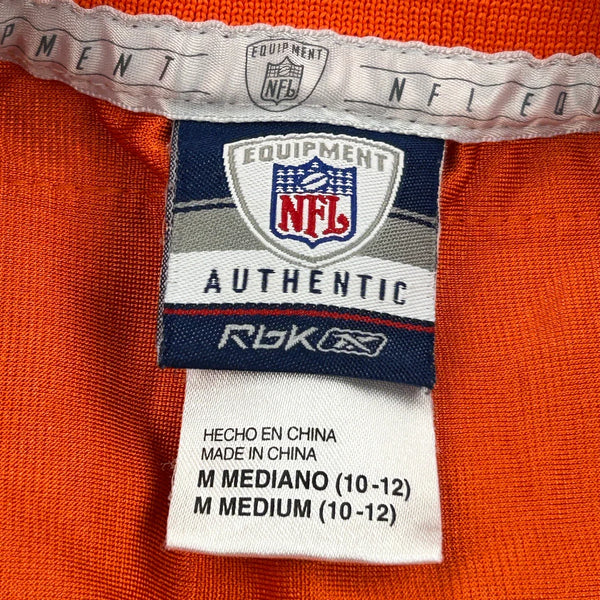 MENT
EQUIPMENT
NFL
NFL EQU
EQUIPMENT
NFL
AUTHENTIC
RbK
HECHO EN CHINA
MADE IN CHINA
M MEDIANO (10-12)
M MEDIUM (10-12)